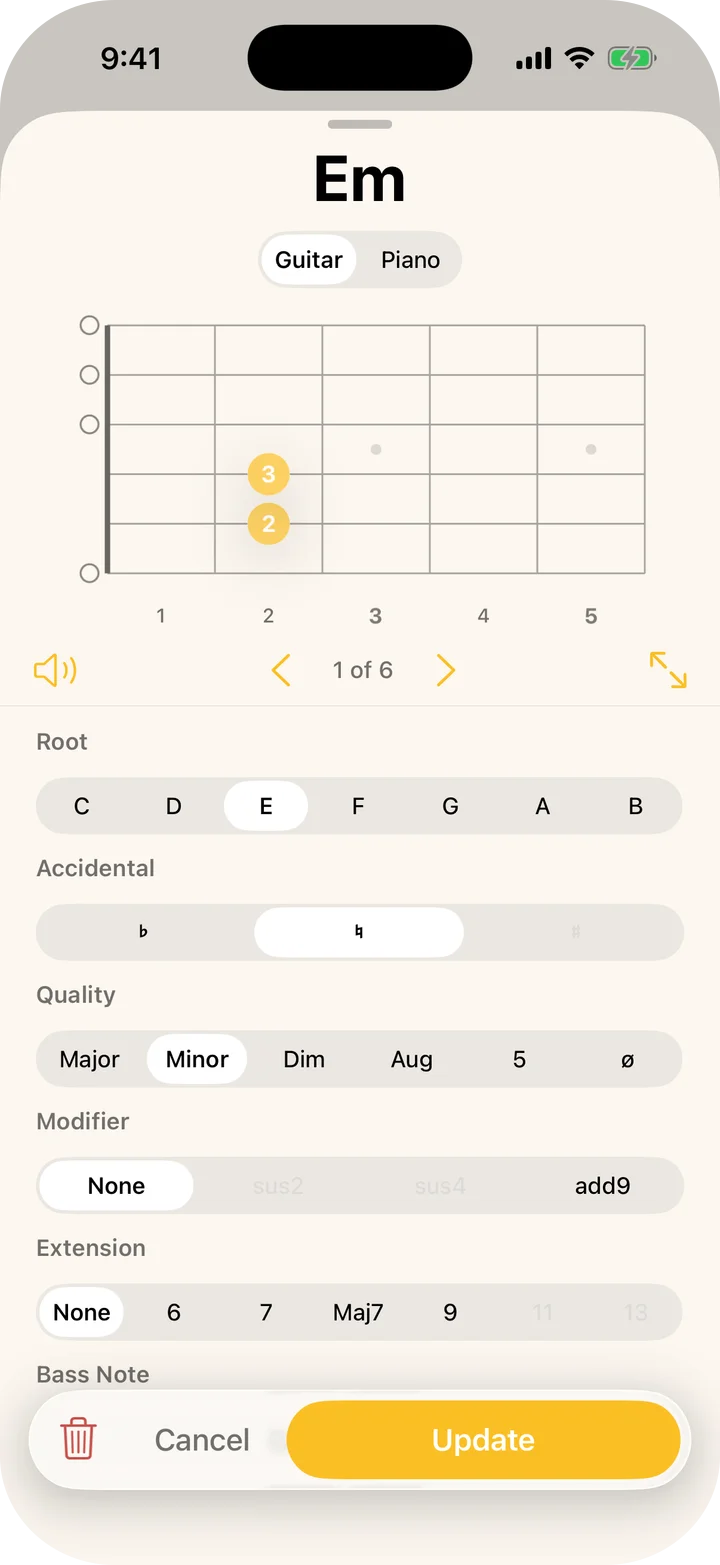 9:41
Em
Guitar Piano
3
2
1 2 3 4 5
1 of 6
Root
C D E F G A B
Accidental
♭ ♮ ♯
Quality
Major Minor Dim Aug 5 ø
Modifier
None sus2 sus4 add9
Extension
None 6 7 Maj7 9 11 13
Bass Note
Cancel Update